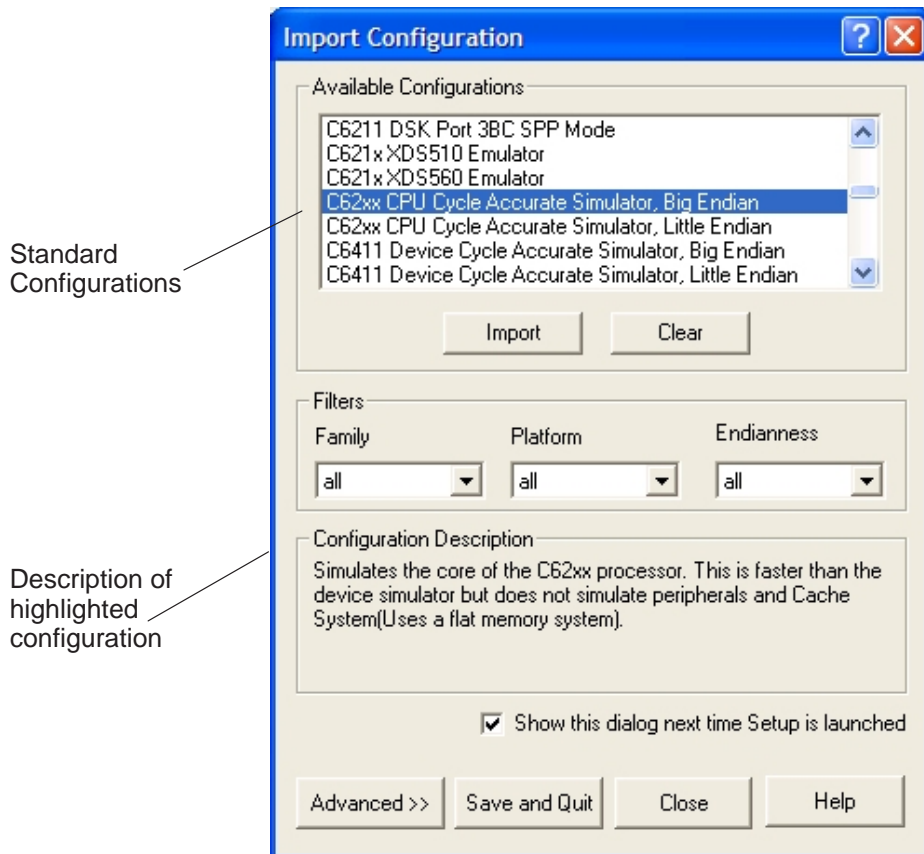 Import Configuration
Available Configurations
C6211 DSK Port 3BC SPP Mode
C621x XDS510 Emulator
C621x XDS560 Emulator
C62xx CPU Cycle Accurate Simulator, Big Endian
C62xx CPU Cycle Accurate Simulator, Little Endian
C6411 Device Cycle Accurate Simulator, Big Endian
C6411 Device Cycle Accurate Simulator, Little Endian
Standard
Configurations
Import Clear
Filters
Family Platform Endianness
all all all
Configuration Description
Simulates the core of the C62xx processor. This is faster than the
device simulator but does not simulate peripherals and Cache
System(Uses a flat memory system).
Description of
highlighted
configuration
Show this dialog next time Setup is launched
Advanced >> Save and Quit Close Help